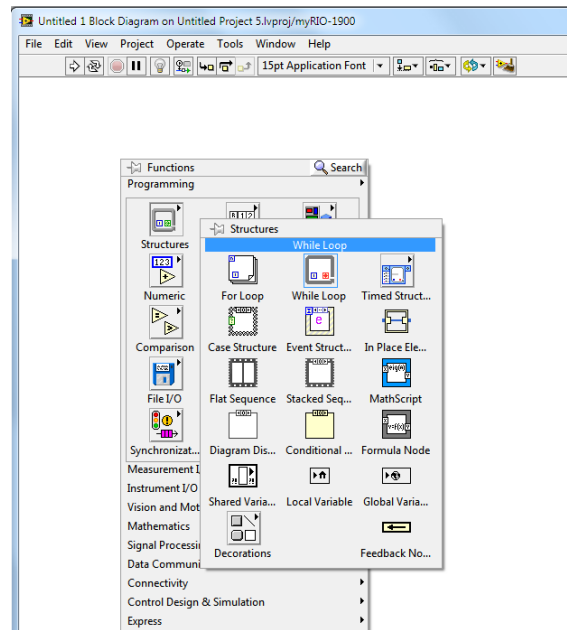 Untitled 1 Block Diagram on Untitled Project 5.lvproj/myRIO-1900
File Edit View Project Operate Tools Window Help
15pt Application Font
Functions Search
Programming
Structures
Structures
While Loop
For Loop While Loop Timed Struct...
Numeric
Case Structure Event Struct... In Place Ele...
Comparison
Flat Sequence Stacked Seq... MathScript
File I/O
Diagram Dis... Conditional ... Formula Node
Synchronizat...
Measurement I
Shared Varia... Local Variable Global Varia...
Instrument I/O
Vision and Mot
Mathematics
Decorations Feedback No...
Signal Processi
Data Communi
Connectivity
Control Design & Simulation
Express